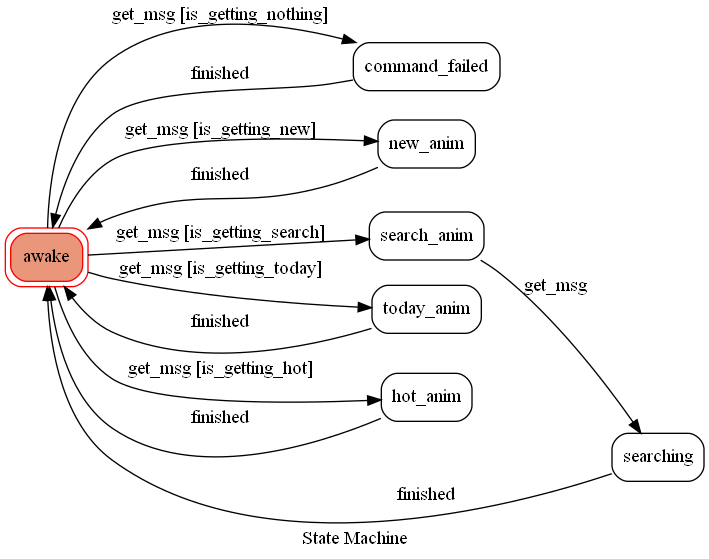 get_msg [is_getting_nothing]
command_failed
finished
get_msg [is_getting_new]
new_anim
finished
get_msg [is_getting_search]
search_anim
awake
get_msg [is_getting_today]
get_msg
today_anim
finished
get_msg [is_getting_hot]
hot_anim
finished
searching
finished
State Machine